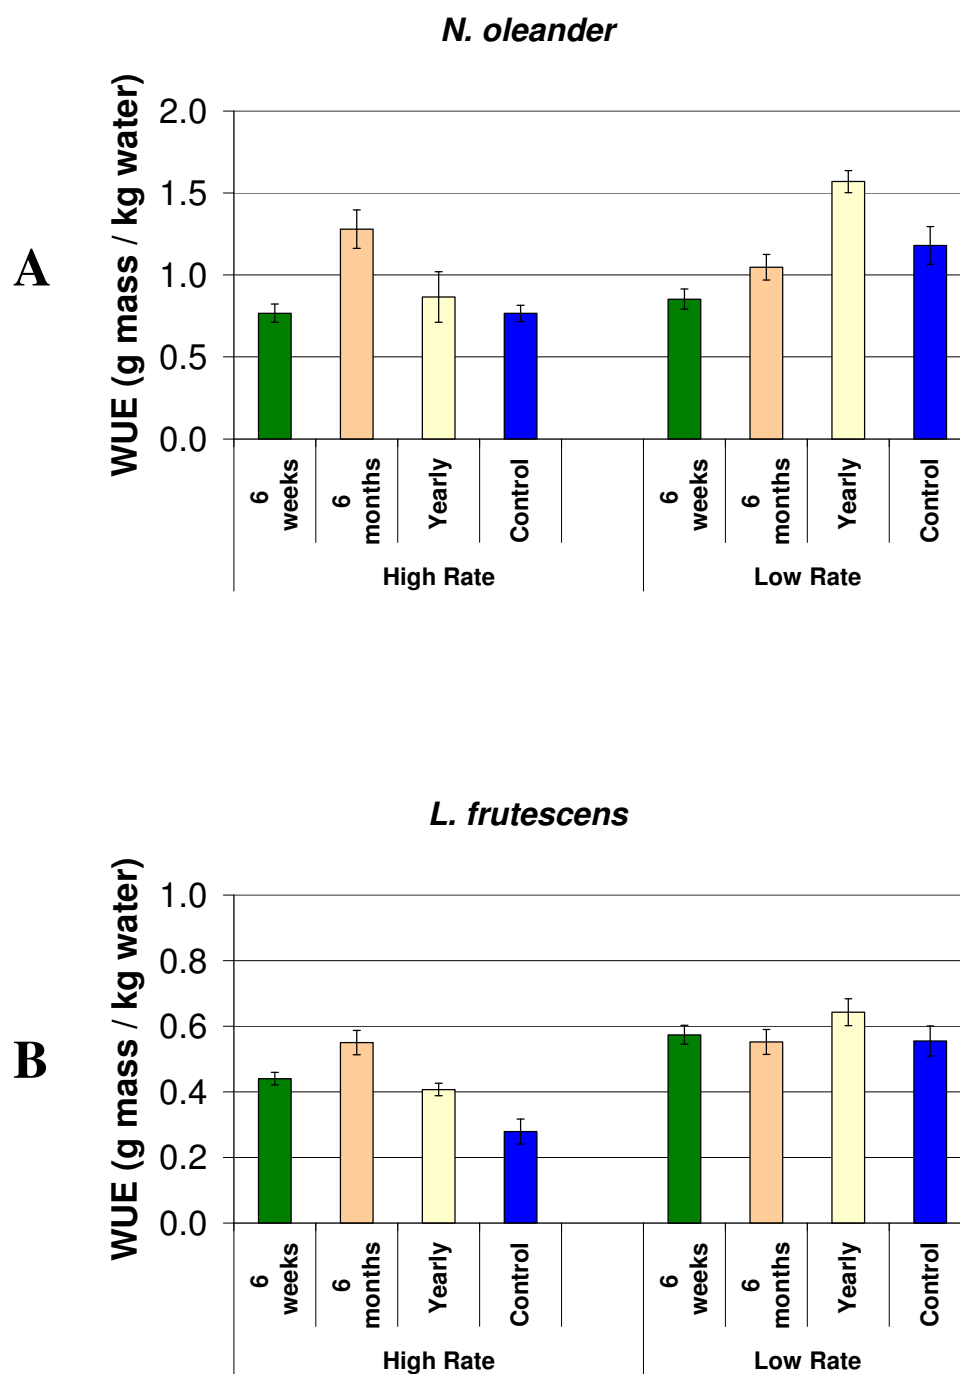 N. oleander
A
WUE (g mass / kg water)
2.0
1.5
1.0
0.5
0.0
6 weeks
6 months
Yearly
Control
6 weeks
6 months
Yearly
Control
High Rate
Low Rate
L. frutescens
B
WUE (g mass / kg water)
1.0
0.8
0.6
0.4
0.2
0.0
6 weeks
6 months
Yearly
Control
6 weeks
6 months
Yearly
Control
High Rate
Low Rate